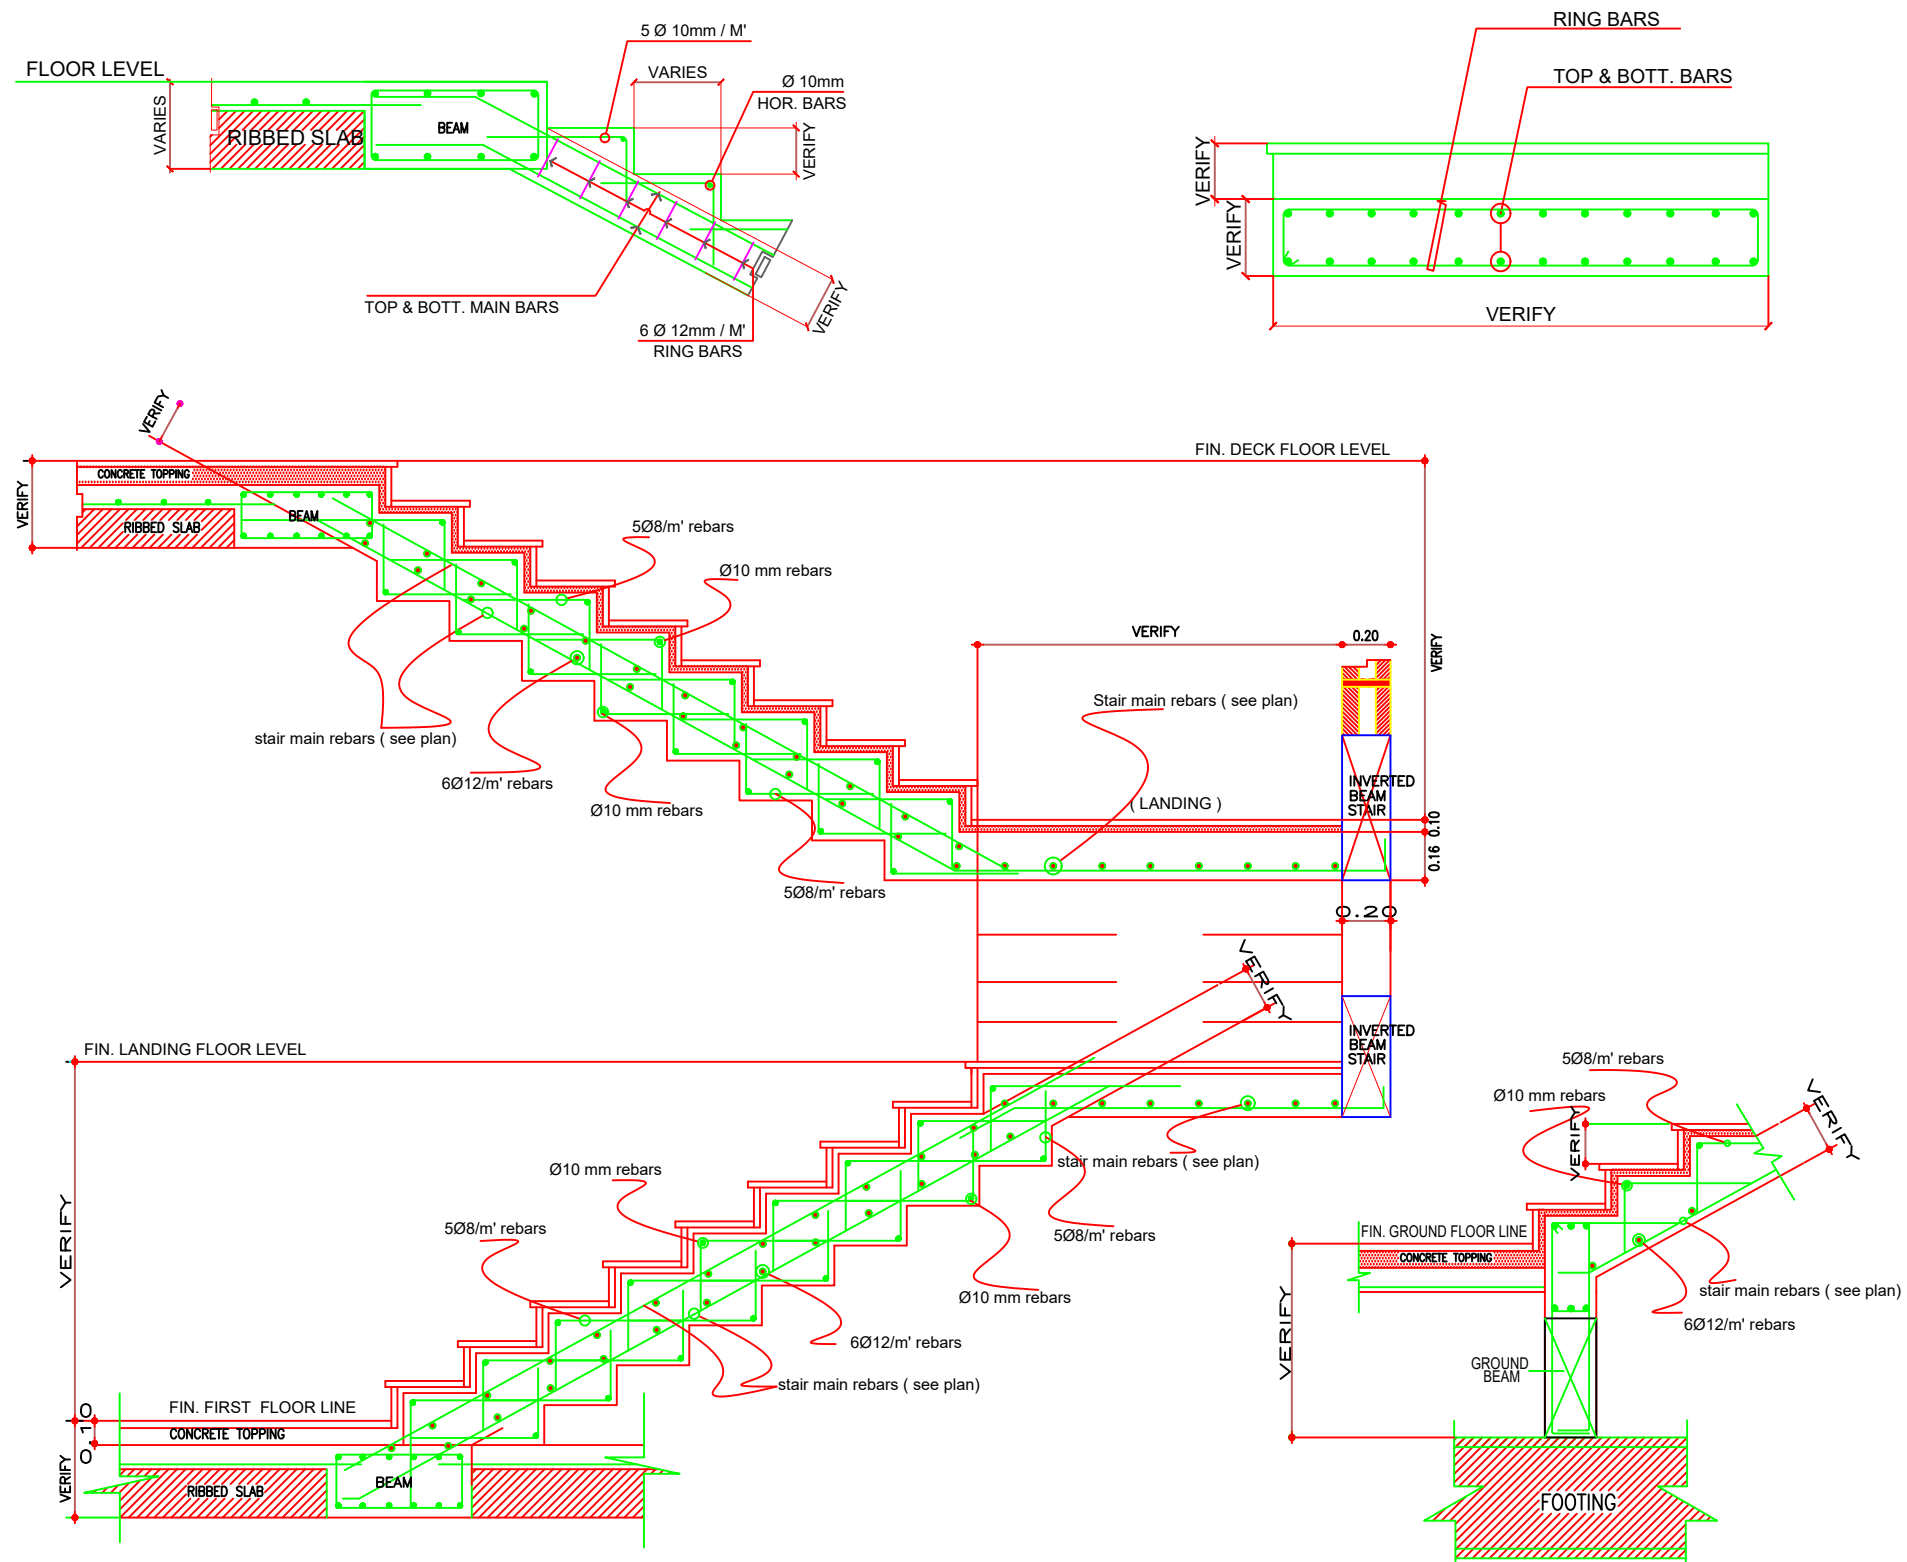 5 Ø 10mm / M'
FLOOR LEVEL
VARIES
VARIES
Ø 10mm
HOR. BARS
RIBBED SLAB
BEAM
VERIFY
TOP & BOTT. MAIN BARS
VERIFY
6 Ø 12mm / M'
RING BARS
RING BARS
TOP & BOTT. BARS
VERIFY
VERIFY
VERIFY
VERIFY
FIN. DECK FLOOR LEVEL
CONCRETE TOPPING
VERIFY
BEAM
RIBBED SLAB
5Ø8/m' rebars
Ø10 mm rebars
VERIFY
0.20
VERIFY
Stair main rebars ( see plan)
stair main rebars ( see plan)
6Ø12/m' rebars
Ø10 mm rebars
( LANDING )
INVERTED
BEAM
STAIR
0.10
0.16
5Ø8/m' rebars
0.20
VERIFY
FIN. LANDING FLOOR LEVEL
INVERTED
BEAM
STAIR
stair main rebars ( see plan)
Ø10 mm rebars
5Ø8/m' rebars
5Ø8/m' rebars
VERIFY
Ø10 mm rebars
6Ø12/m' rebars
stair main rebars ( see plan)
FIN. FIRST FLOOR LINE
0.10
CONCRETE TOPPING
VERIFY
RIBBED SLAB
BEAM
5Ø8/m' rebars
Ø10 mm rebars
VERIFY
VERIFY
FIN. GROUND FLOOR LINE
CONCRETE TOPPING
stair main rebars ( see plan)
6Ø12/m' rebars
VERIFY
GROUND
BEAM
FOOTING